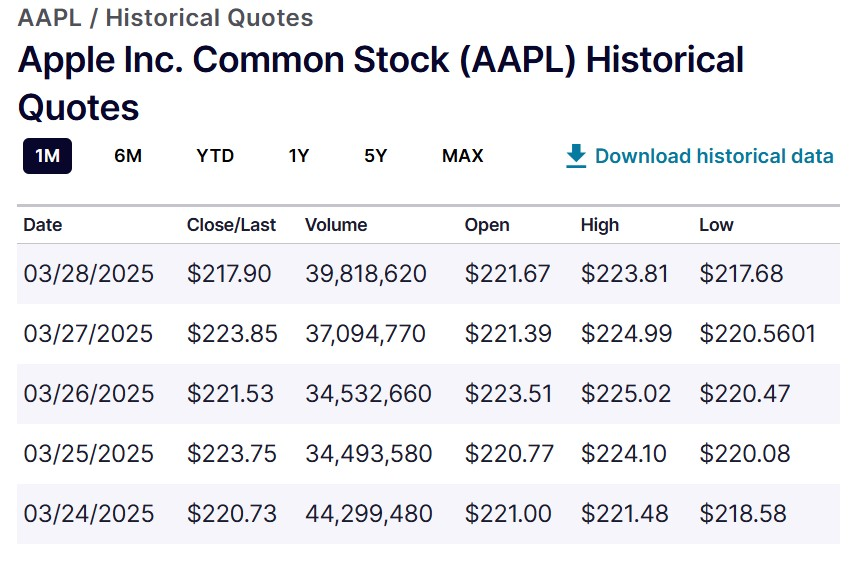 AAPL / Historical Quotes
Apple Inc. Common Stock (AAPL) Historical
Quotes
1M 6M YTD 1Y 5Y MAX Download historical data
Date Close/Last Volume Open High Low
03/28/2025 $217.90 39,818,620 $221.67 $223.81 $217.68
03/27/2025 $223.85 37,094,770 $221.39 $224.99 $220.5601
03/26/2025 $221.53 34,532,660 $223.51 $225.02 $220.47
03/25/2025 $223.75 34,493,580 $220.77 $224.10 $220.08
03/24/2025 $220.73 44,299,480 $221.00 $221.48 $218.58